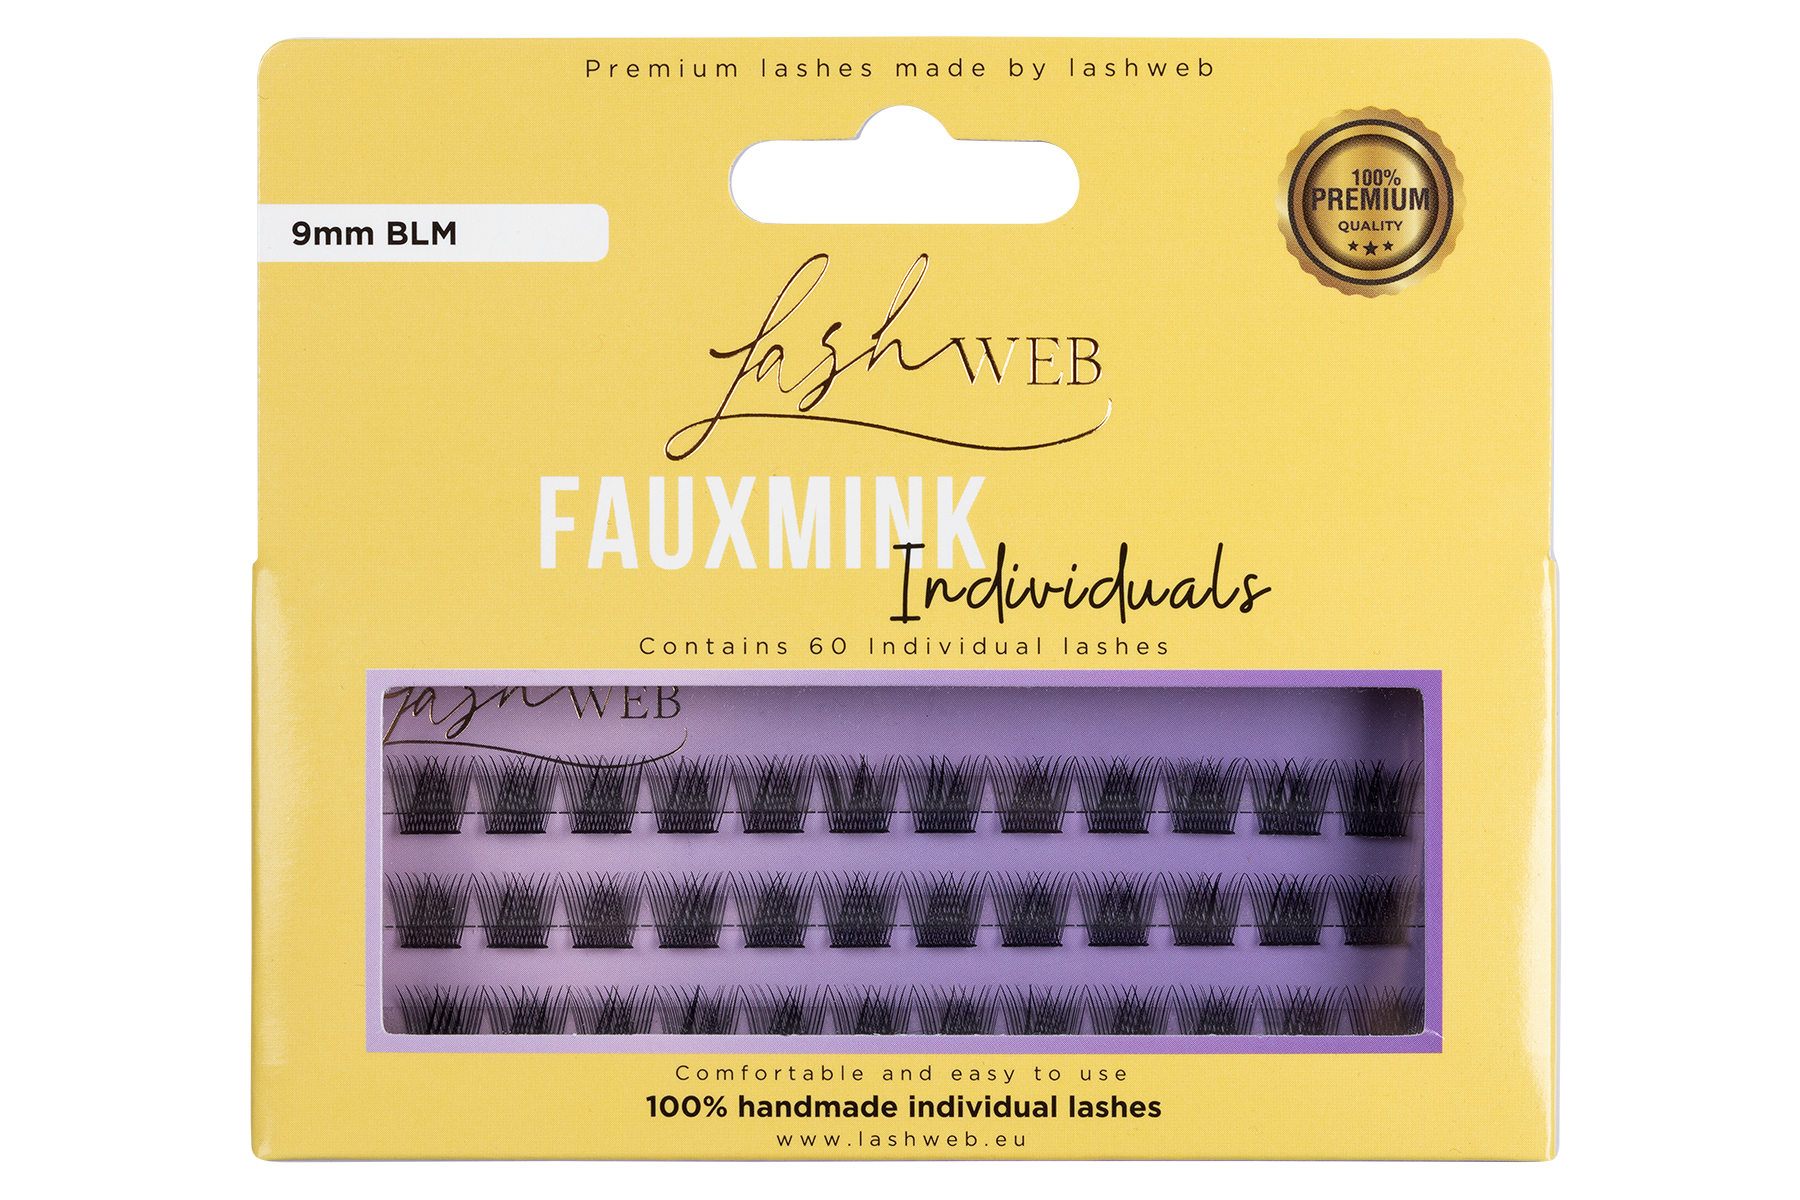 Premium lashes made by lashweb
100%
PREMIUM
QUALITY
9mm BLM
lash WEB
FAUXMINK
Individuals
Contains 60 Individual lashes
lash WEB
Comfortable and easy to use
100% handmade individual lashes
www.lashweb.eu